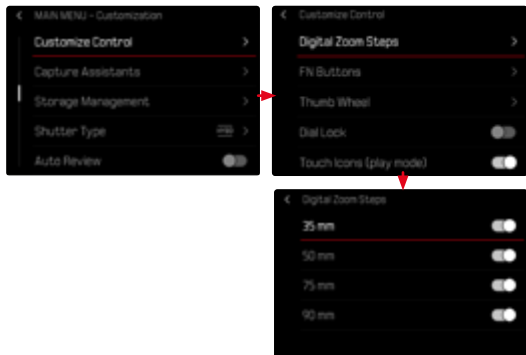 MAIN MENU - Customization
Customize Control
Capture Assistants
Storage Management
Shutter Type
Auto Review
Customize Control
Digital Zoom Steps
FN Buttons
Thumb Wheel
Dial Lock
Touch Icons (play mode)
Digital Zoom Steps
35 mm
50 mm
75 mm
90 mm